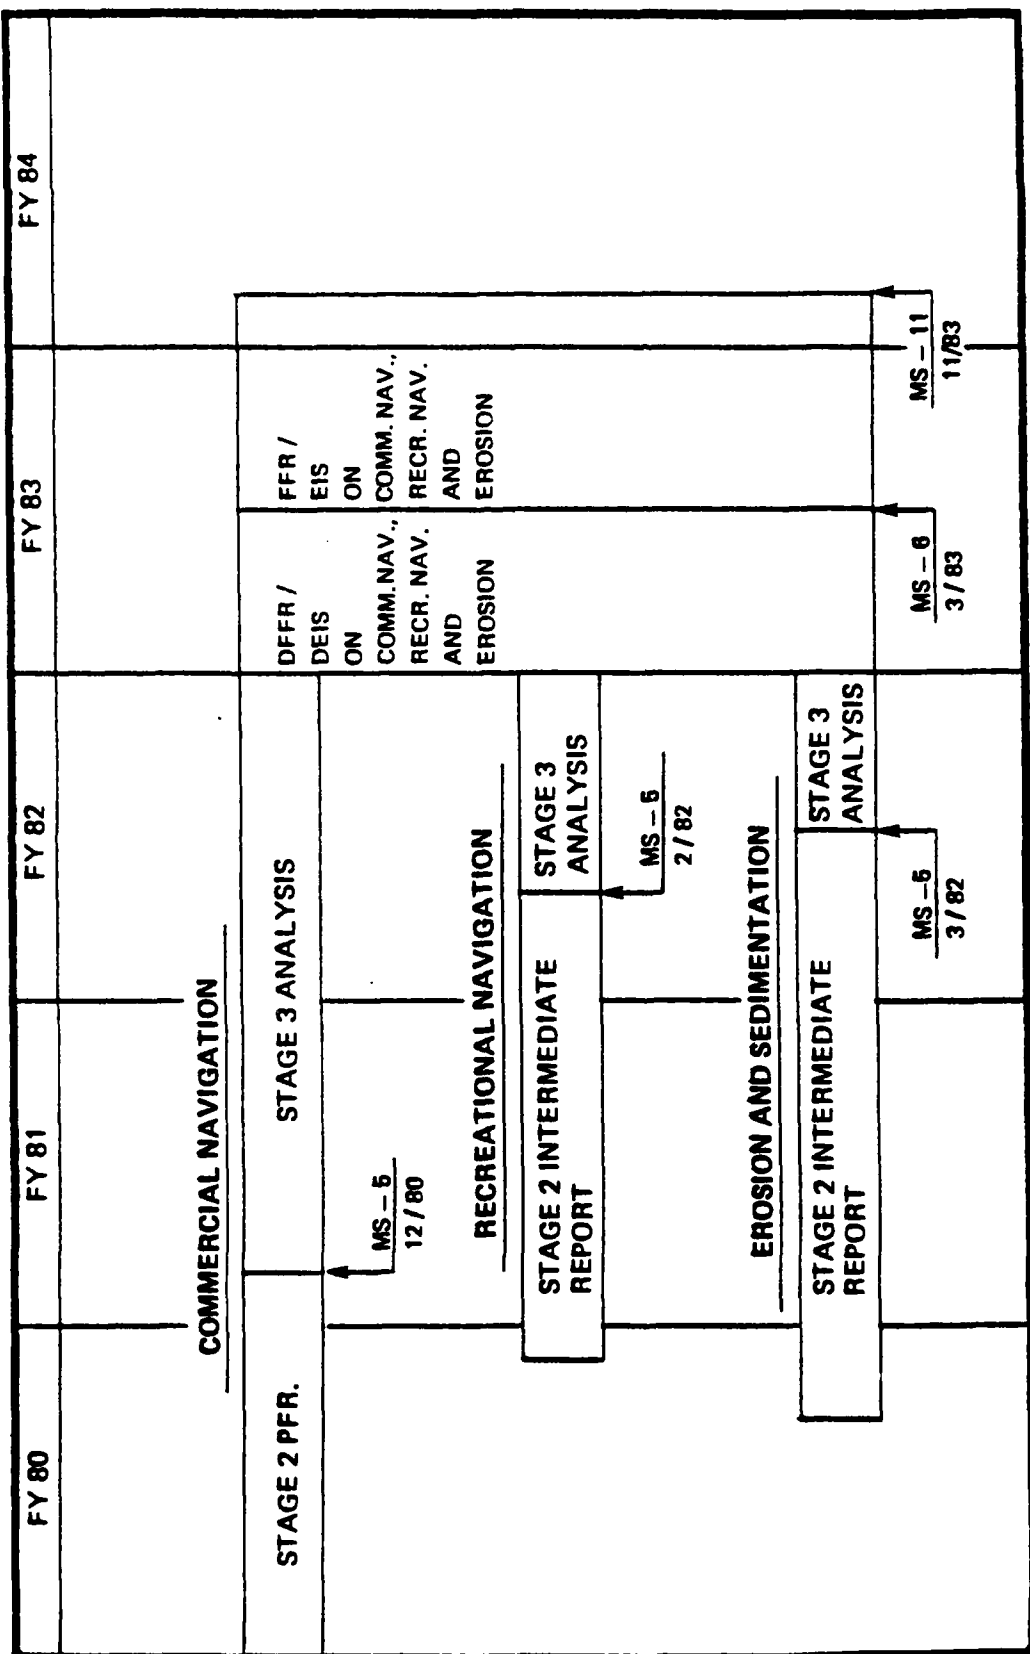 FY 80
FY 81
FY 82
FY 83
FY 84
COMMERCIAL NAVIGATION
STAGE 2 PFR.
STAGE 3 ANALYSIS
MS – 5
12 / 80
DFFR /
DEIS
ON
COMM. NAV.,
RECR. NAV.
AND
EROSION
FFR /
EIS
ON
COMM. NAV.,
RECR. NAV.
AND
EROSION
RECREATIONAL NAVIGATION
STAGE 2 INTERMEDIATE
REPORT
STAGE 3
ANALYSIS
MS – 5
2 / 82
EROSION AND SEDIMENTATION
STAGE 2 INTERMEDIATE
REPORT
STAGE 3
ANALYSIS
MS – 5
3 / 82
MS – 6
3 / 83
MS – 11
11/83